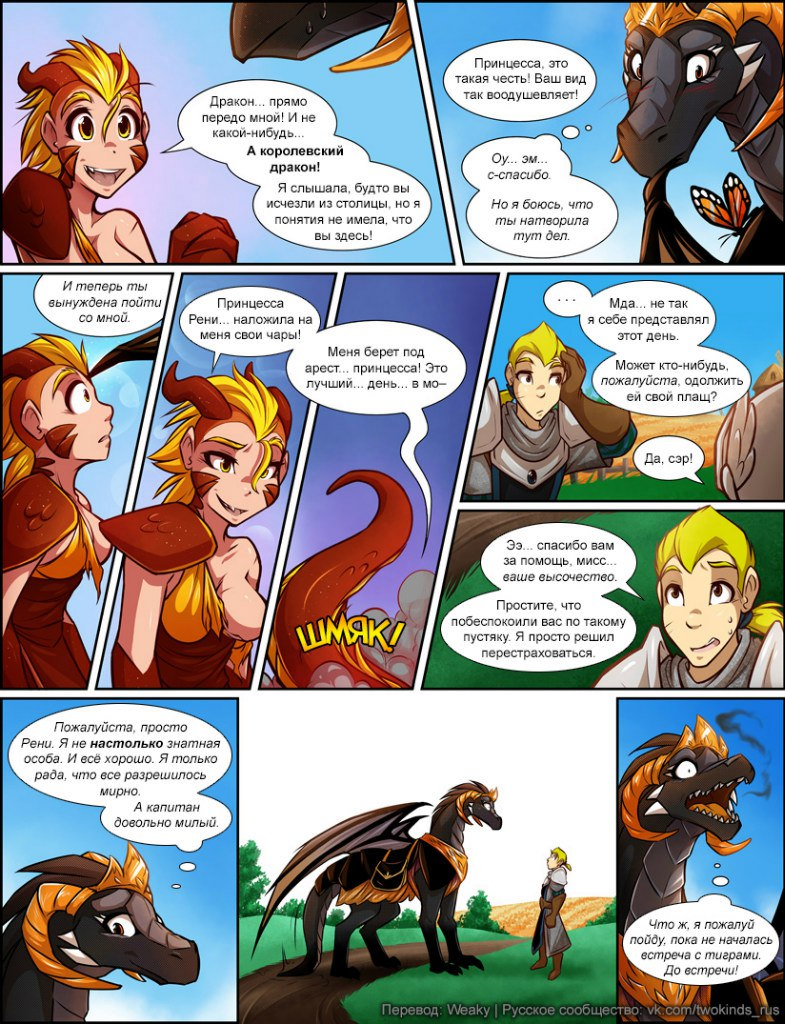 Дракон... прямо
передо мной! И не
какой-нибудь...
А королевский
дракон!
Я слышала, будто вы
исчезли из столицы, но я
понятия не имела, что
вы здесь!
Принцесса, это
такая честь! Ваш вид
так воодушевляет!
Оу... эм...
с-спасибо.
Но я боюсь, что
ты натворила
тут дел.
И теперь ты
вынуждена пойти
со мной.
Принцесса
Рени... наложила на
меня свои чары!
Меня берет под
арест... принцесса! Это
лучший... день... в мо–
ШМЯК!
. . .
Мда... не так
я себе представлял
этот день.
Может кто-нибудь,
пожалуйста, одолжить
ей свой плащ?
Да, сэр!
Ээ... спасибо вам
за помощь, мисс...
ваше высочество.
Простите, что
побеспокоили вас по такому
пустяку. Я просто решил
перестраховаться.
Пожалуйста, просто
Рени. Я не настолько знатная
особа. И всё хорошо. Я только
рада, что все разрешилось
мирно.
А капитан
довольно милый.
Что ж, я пожалуй
пойду, пока не началась
встреча с тиграми.
До встречи!
Перевод: Weaky | Русское сообщество: vk.com/twokinds_rus